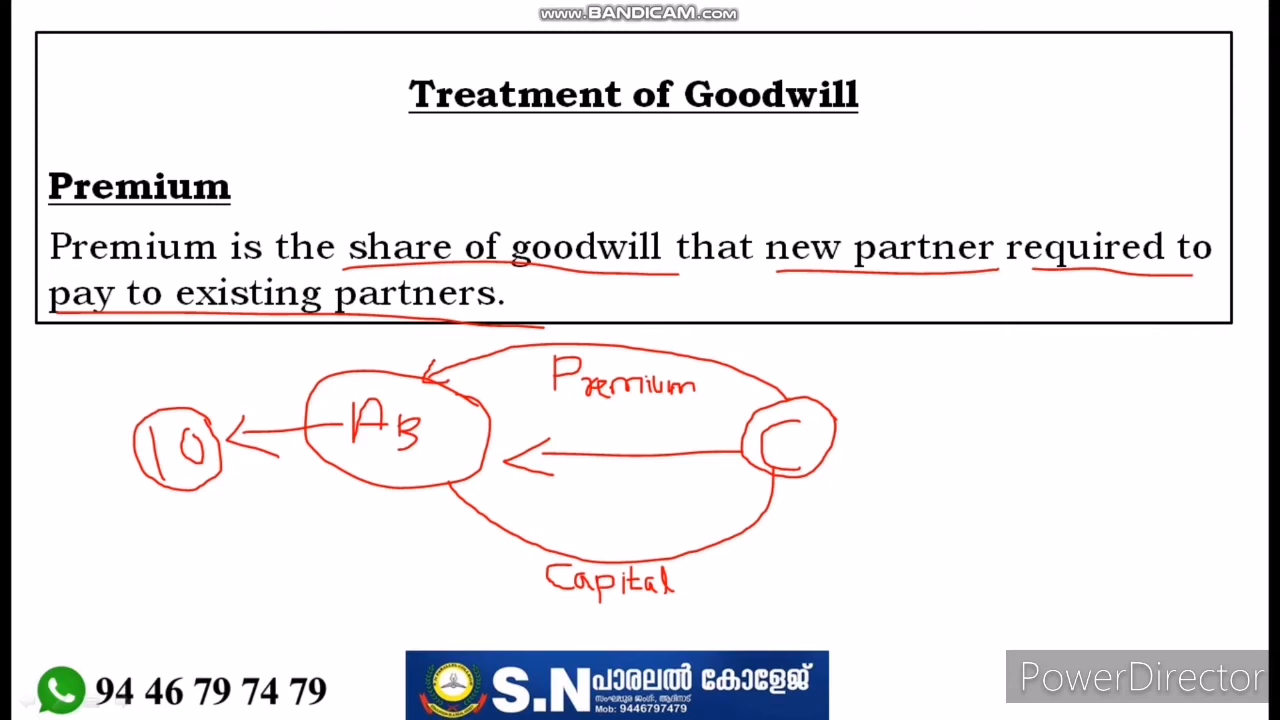 www.BANDICAM.com
Treatment of Goodwill
Premium
Premium is the share of goodwill that new partner required to
pay to existing partners.
Premium
10
A B
C
Capital
94 46 79 74 79
S.N പാരലൽ കോളേജ്
Mob: 9446797479
PowerDirector